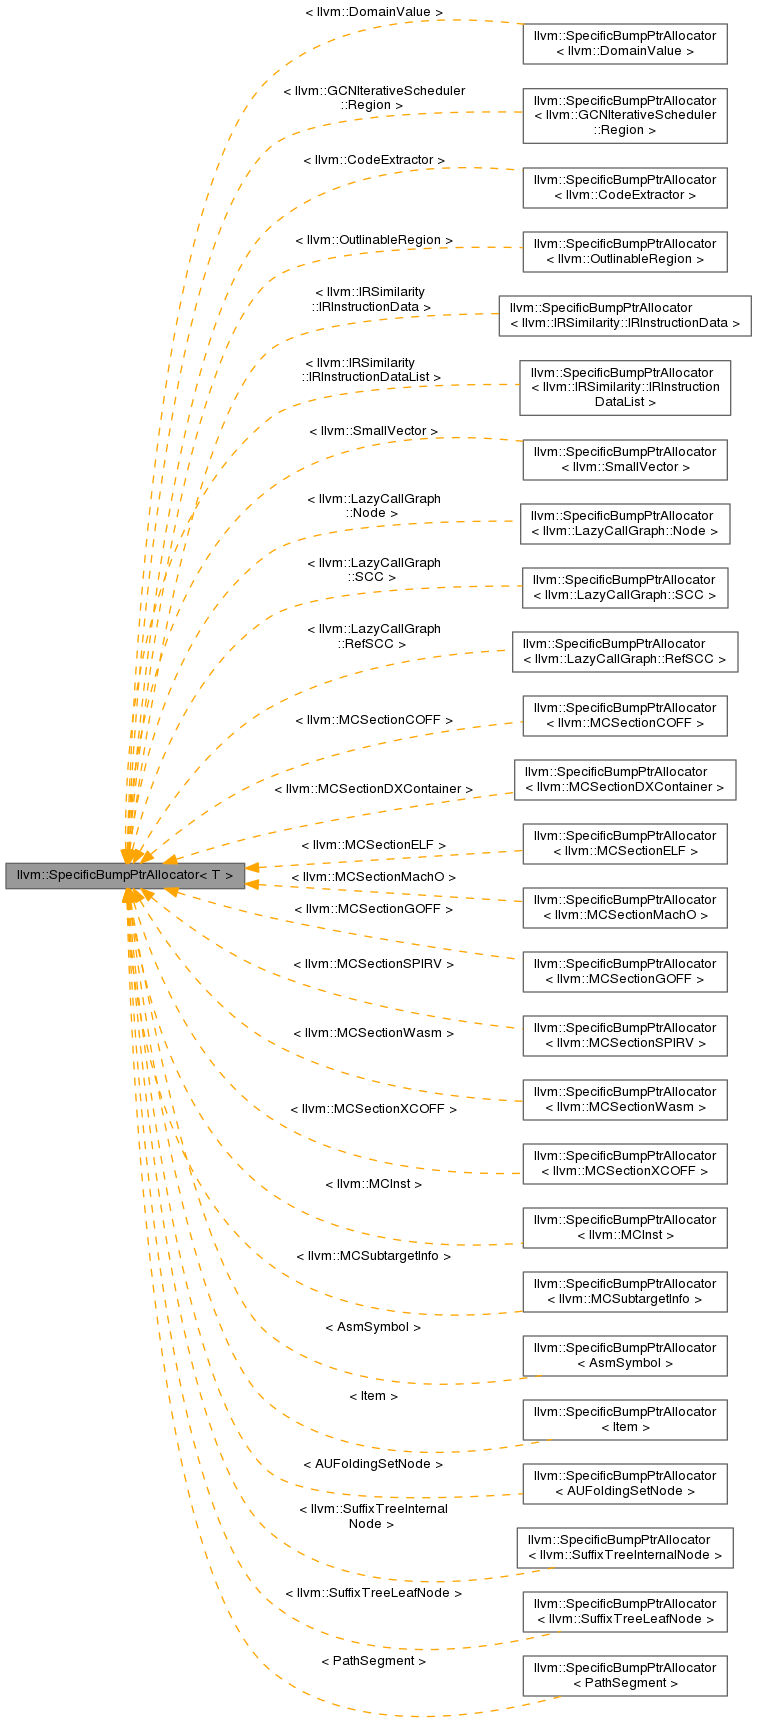 < llvm::DomainValue >
llvm::SpecificBumpPtrAllocator
< llvm::DomainValue >
< llvm::GCNIterativeScheduler
::Region >
llvm::SpecificBumpPtrAllocator
< llvm::GCNIterativeScheduler
::Region >
< llvm::CodeExtractor >
llvm::SpecificBumpPtrAllocator
< llvm::CodeExtractor >
< llvm::OutlinableRegion >
llvm::SpecificBumpPtrAllocator
< llvm::OutlinableRegion >
< llvm::IRSimilarity
::IRInstructionData >
llvm::SpecificBumpPtrAllocator
< llvm::IRSimilarity::IRInstructionData >
< llvm::IRSimilarity
::IRInstructionDataList >
llvm::SpecificBumpPtrAllocator
< llvm::IRSimilarity::IRInstruction
DataList >
< llvm::SmallVector >
llvm::SpecificBumpPtrAllocator
< llvm::SmallVector >
< llvm::LazyCallGraph
::Node >
llvm::SpecificBumpPtrAllocator
< llvm::LazyCallGraph::Node >
< llvm::LazyCallGraph
::SCC >
llvm::SpecificBumpPtrAllocator
< llvm::LazyCallGraph::SCC >
< llvm::LazyCallGraph
::RefSCC >
llvm::SpecificBumpPtrAllocator
< llvm::LazyCallGraph::RefSCC >
< llvm::MCSectionCOFF >
llvm::SpecificBumpPtrAllocator
< llvm::MCSectionCOFF >
< llvm::MCSectionDXContainer >
llvm::SpecificBumpPtrAllocator
< llvm::MCSectionDXContainer >
< llvm::MCSectionELF >
llvm::SpecificBumpPtrAllocator
< llvm::MCSectionELF >
llvm::SpecificBumpPtrAllocator< T >
< llvm::MCSectionMachO >
llvm::SpecificBumpPtrAllocator
< llvm::MCSectionMachO >
< llvm::MCSectionGOFF >
llvm::SpecificBumpPtrAllocator
< llvm::MCSectionGOFF >
< llvm::MCSectionSPIRV >
llvm::SpecificBumpPtrAllocator
< llvm::MCSectionSPIRV >
< llvm::MCSectionWasm >
llvm::SpecificBumpPtrAllocator
< llvm::MCSectionWasm >
< llvm::MCSectionXCOFF >
llvm::SpecificBumpPtrAllocator
< llvm::MCSectionXCOFF >
< llvm::MCInst >
llvm::SpecificBumpPtrAllocator
< llvm::MCInst >
< llvm::MCSubtargetInfo >
llvm::SpecificBumpPtrAllocator
< llvm::MCSubtargetInfo >
< AsmSymbol >
llvm::SpecificBumpPtrAllocator
< AsmSymbol >
< Item >
llvm::SpecificBumpPtrAllocator
< Item >
< AUFoldingSetNode >
llvm::SpecificBumpPtrAllocator
< AUFoldingSetNode >
< llvm::SuffixTreeInternal
Node >
llvm::SpecificBumpPtrAllocator
< llvm::SuffixTreeInternalNode >
< llvm::SuffixTreeLeafNode >
llvm::SpecificBumpPtrAllocator
< llvm::SuffixTreeLeafNode >
< PathSegment >
llvm::SpecificBumpPtrAllocator
< PathSegment >